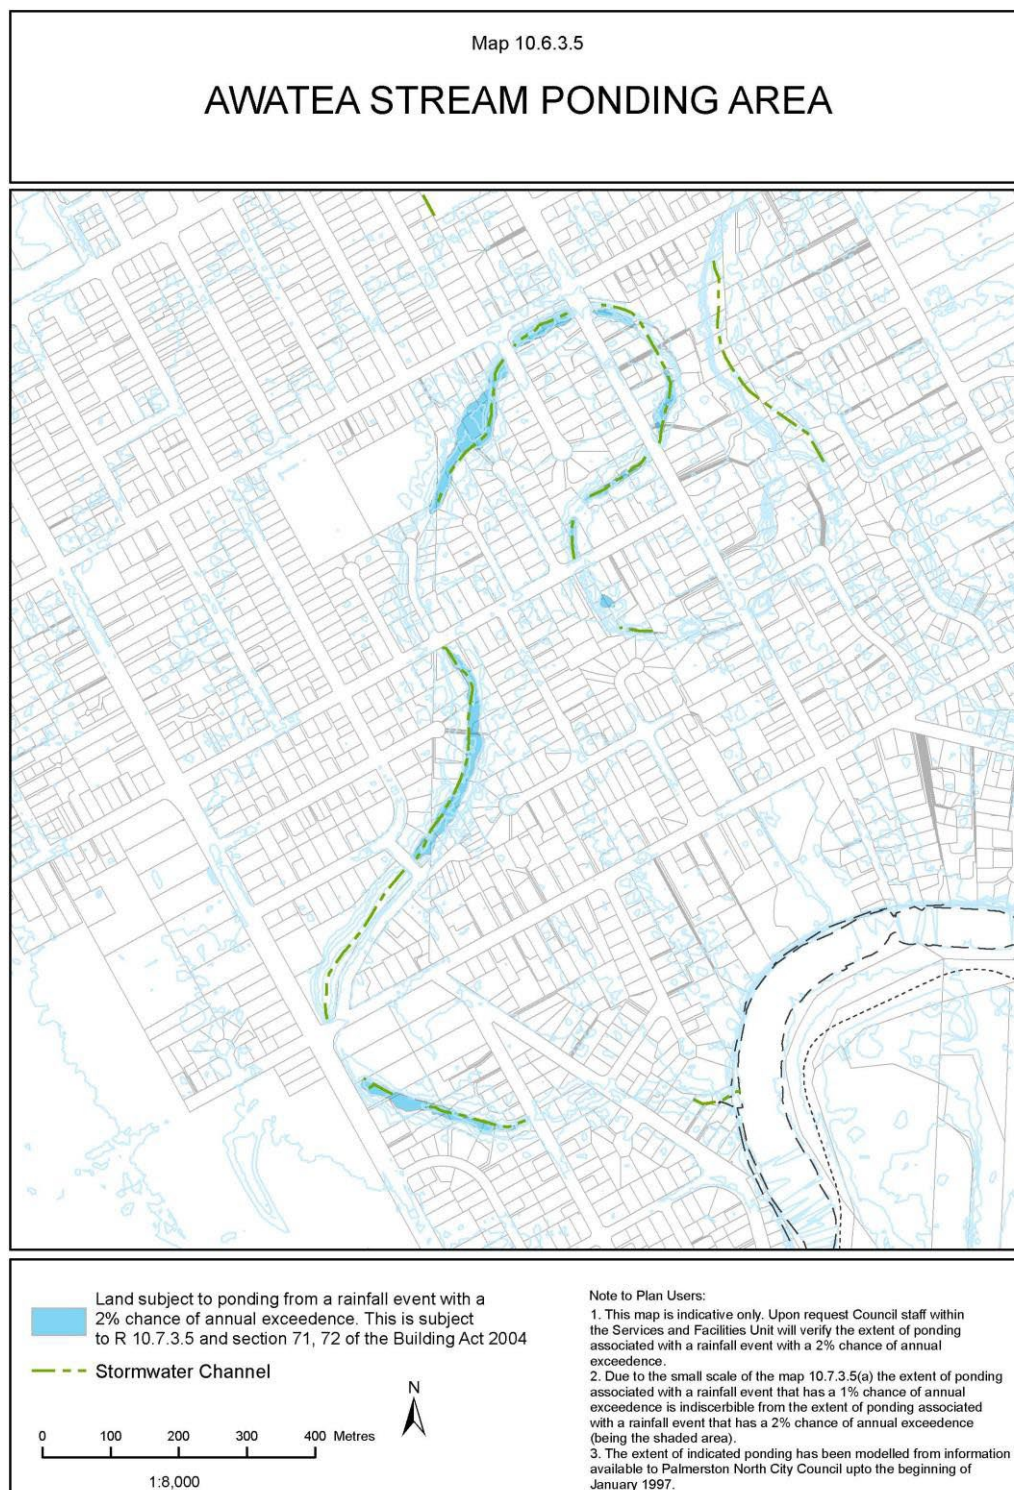 Map 10.6.3.5
AWATEA STREAM PONDING AREA
Land subject to ponding from a rainfall event with a
2% chance of annual exceedence. This is subject
to R 10.7.3.5 and section 71, 72 of the Building Act 2004
Stormwater Channel
N
0 100 200 300 400 Metres
1:8,000
Note to Plan Users:
1. This map is indicative only. Upon request Council staff within
the Services and Facilities Unit will verify the extent of ponding
associated with a rainfall event with a 2% chance of annual
exceedence.
2. Due to the small scale of the map 10.7.3.5(a) the extent of ponding
associated with a rainfall event that has a 1% chance of annual
exceedence is indiscerbible from the extent of ponding associated
with a rainfall event that has a 2% chance of annual exceedence
(being the shaded area).
3. The extent of indicated ponding has been modelled from information
available to Palmerston North City Council upto the beginning of
January 1997.